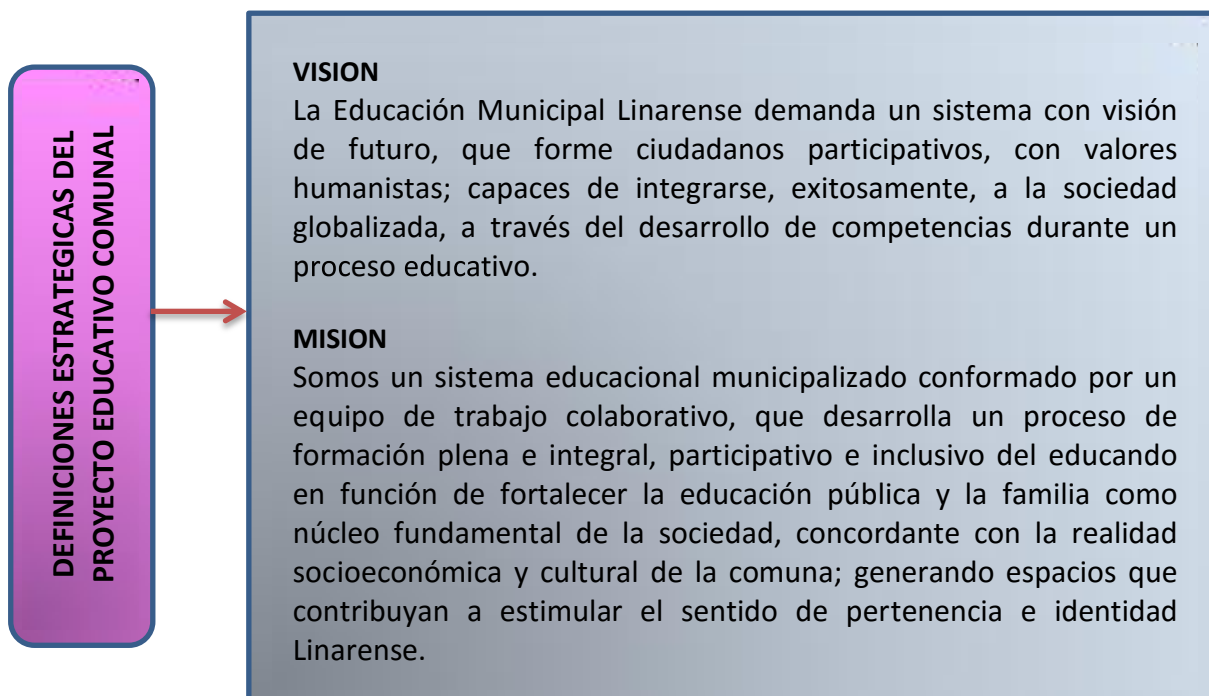 DEFINICIONES ESTRATEGICAS DEL
PROYECTO EDUCATIVO COMUNAL
VISION
La Educación Municipal Linarense demanda un sistema con visión
de futuro, que forme ciudadanos participativos, con valores
humanistas; capaces de integrarse, exitosamente, a la sociedad
globalizada, a través del desarrollo de competencias durante un
proceso educativo.
MISION
Somos un sistema educacional municipalizado conformado por un
equipo de trabajo colaborativo, que desarrolla un proceso de
formación plena e integral, participativo e inclusivo del educando
en función de fortalecer la educación pública y la familia como
núcleo fundamental de la sociedad, concordante con la realidad
socioeconómica y cultural de la comuna; generando espacios que
contribuyan a estimular el sentido de pertenencia e identidad
Linarense.